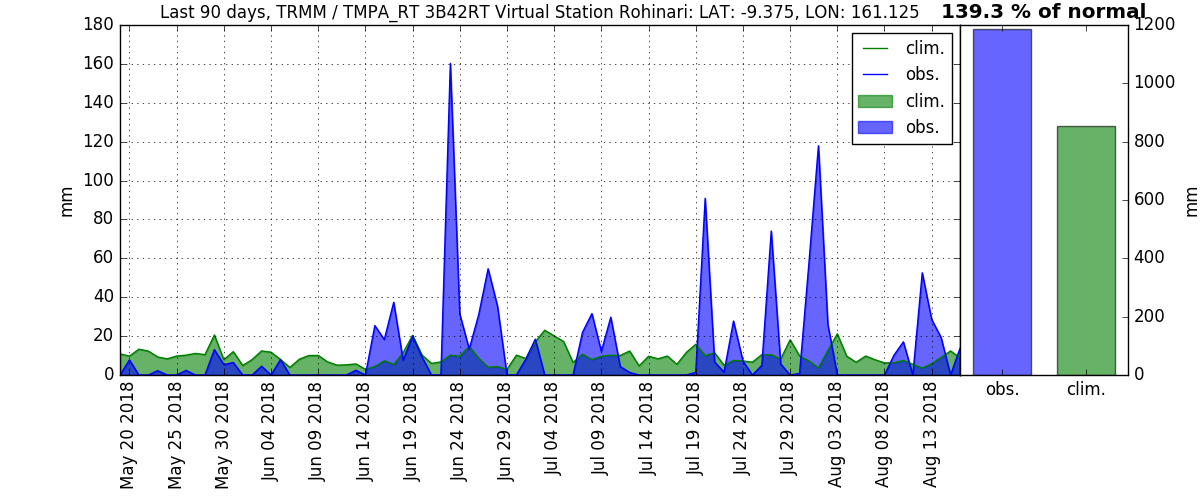 Last 90 days, TRMM / TMPA_RT 3B42RT Virtual Station Rohinari: LAT: -9.375, LON: 161.125
139.3 % of normal
180
160
140
120
100
80
60
40
20
0
mm
clim.
obs.
clim.
obs.
May 20 2018
May 25 2018
May 30 2018
Jun 04 2018
Jun 09 2018
Jun 14 2018
Jun 19 2018
Jun 24 2018
Jun 29 2018
Jul 04 2018
Jul 09 2018
Jul 14 2018
Jul 19 2018
Jul 24 2018
Jul 29 2018
Aug 03 2018
Aug 08 2018
Aug 13 2018
1200
1000
800
600
400
200
0
mm
obs.
clim.